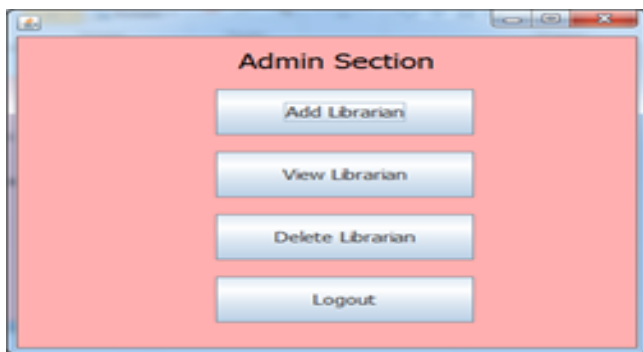 Admin Section
Add Librarian
View Librarian
Delete Librarian
Logout